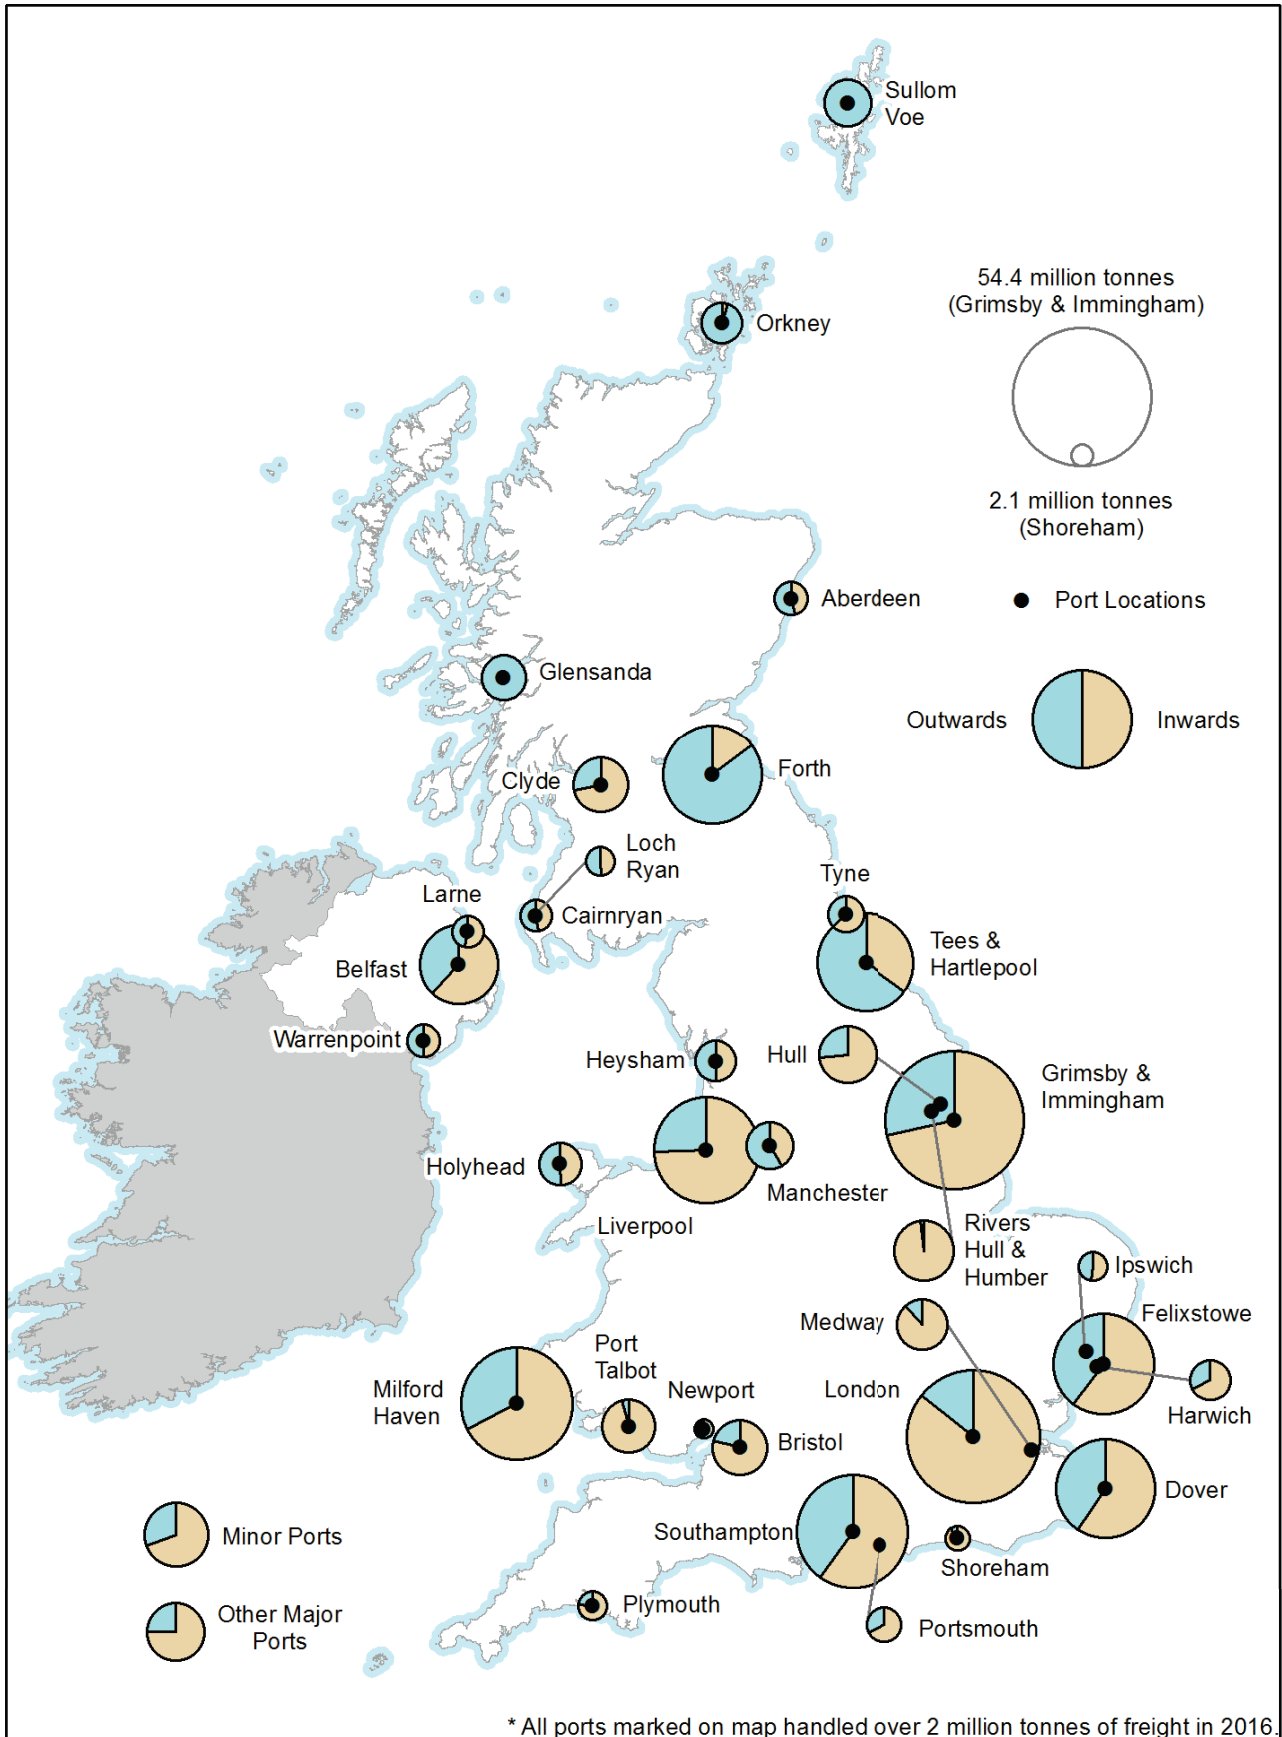 Sullom
Voe
Orkney
54.4 million tonnes
(Grimsby & Immingham)
2.1 million tonnes
(Shoreham)
Port Locations
Outwards
Inwards
Aberdeen
Glensanda
Clyde
Forth
Loch
Ryan
Larne
Cairnryan
Tyne
Belfast
Tees &
Hartlepool
Warrenpoint
Heysham
Hull
Grimsby &
Immingham
Holyhead
Manchester
Liverpool
Rivers
Hull &
Humber
Ipswich
Medway
Felixstowe
Port
Talbot
Newport
London
Milford
Haven
Harwich
Bristol
Dover
Minor Ports
Southampton
Shoreham
Other Major
Ports
Plymouth
Portsmouth
* All ports marked on map handled over 2 million tonnes of freight in 2016.